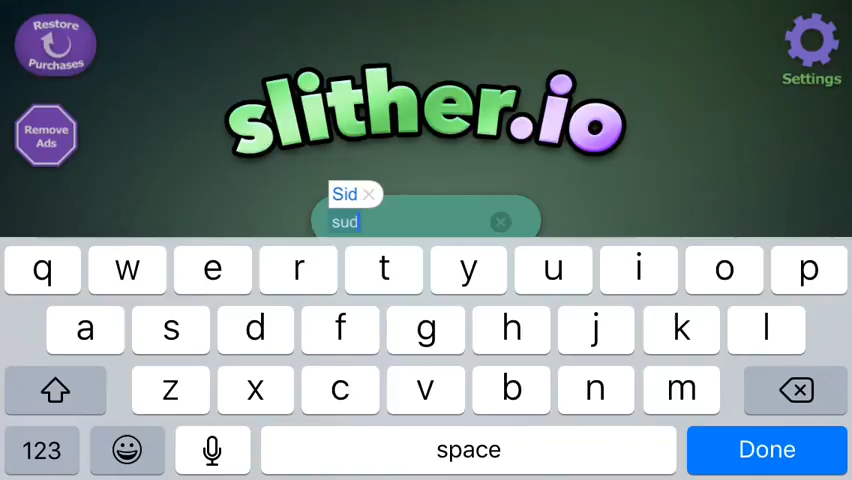 Restore
Purchases
Settings
slither.io
Remove
Ads
Sid
sud
q w e r t y u i o p
a s d f g h j k l
z x c v b n m
123 space Done